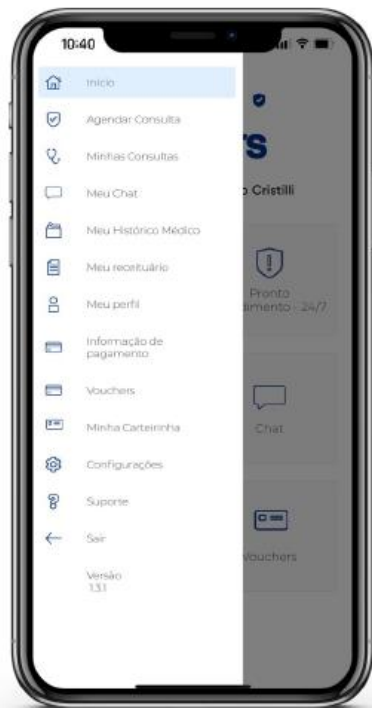 10:40
Início
Agendar Consulta
Minhas Consultas
Meu Chat
Meu Histórico Médico
Meu receituário
Meu perfil
Informação de
pagamento
Vouchers
Minha Carteirinha
Configurações
Suporte
Sair
Versão
1.3.1
rs
o Cristilli
Pronto
dimento - 24/7
Chat
Vouchers